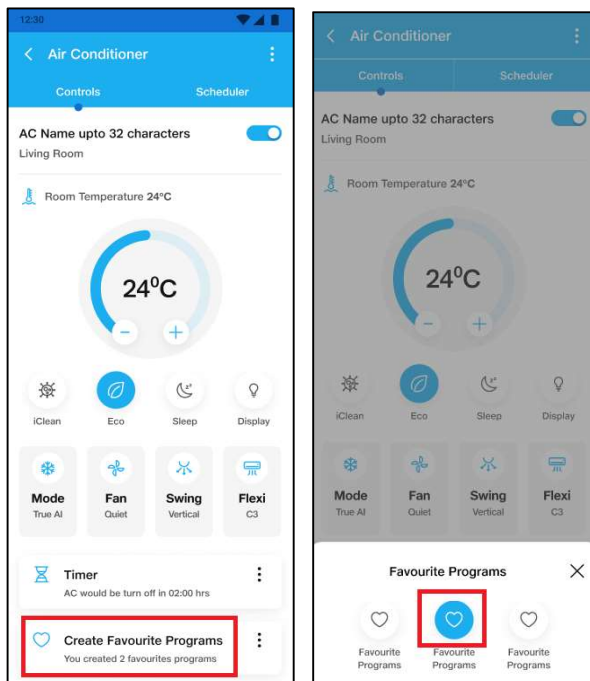 12:30
Air Conditioner
Controls Scheduler
AC Name upto 32 characters
Living Room
Room Temperature 24°C
24⁰C
iClean Eco Sleep Display
Mode Fan Swing Flexi
True AI Quiet Vertical C3
Timer
AC would be turn off in 02:00 hrs
Create Favourite Programs
You created 2 favourites programs
Air Conditioner
Controls Scheduler
AC Name upto 32 characters
Living Room
Room Temperature 24°C
24⁰C
iClean Eco Sleep Display
Mode Fan Swing Flexi
True AI Quiet Vertical C3
Favourite Programs
Favourite Favourite Favourite
Programs Programs Programs